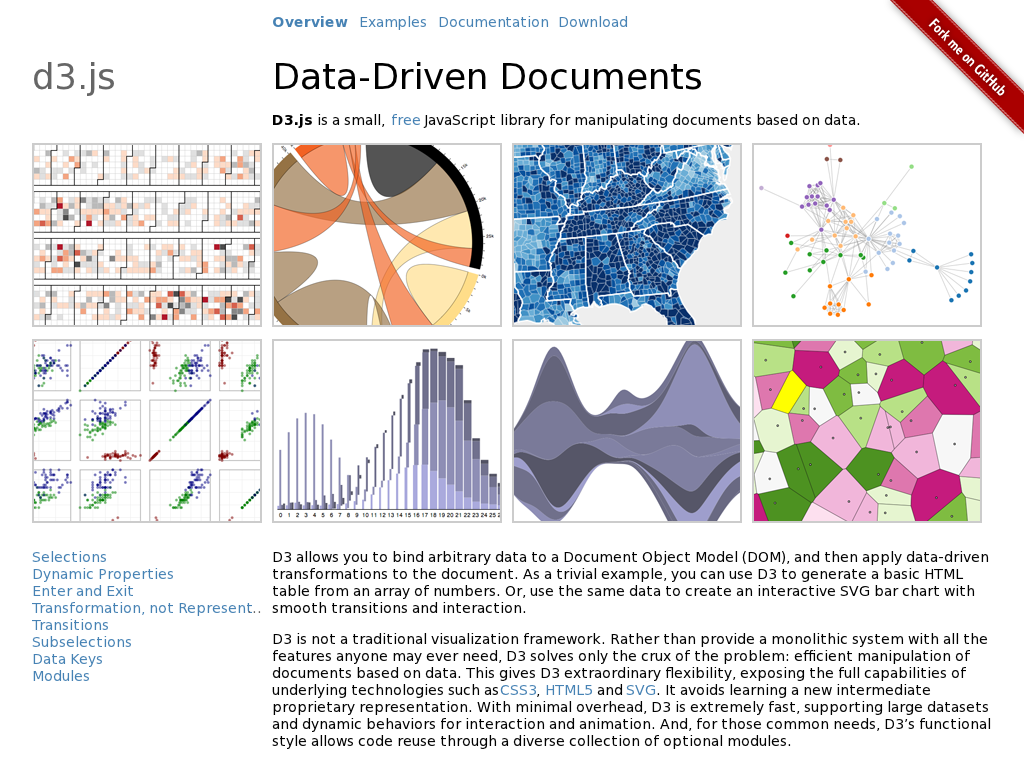 Overview Examples Documentation Download
Fork me on GitHub
d3.js
Data-Driven Documents
D3.js is a small, free JavaScript library for manipulating documents based on data.
0 1 2 3 4 5 6 7 8 9 10 11 12 13 14 15 16 17 18 19 20 21 22 23 24 25
Selections
Dynamic Properties
Enter and Exit
Transformation, not Represent..
Transitions
Subselections
Data Keys
Modules
D3 allows you to bind arbitrary data to a Document Object Model (DOM), and then apply data-driven
transformations to the document. As a trivial example, you can use D3 to generate a basic HTML
table from an array of numbers. Or, use the same data to create an interactive SVG bar chart with
smooth transitions and interaction.
D3 is not a traditional visualization framework. Rather than provide a monolithic system with all the
features anyone may ever need, D3 solves only the crux of the problem: efficient manipulation of
documents based on data. This gives D3 extraordinary flexibility, exposing the full capabilities of
underlying technologies such as CSS3, HTML5 and SVG. It avoids learning a new intermediate
proprietary representation. With minimal overhead, D3 is extremely fast, supporting large datasets
and dynamic behaviors for interaction and animation. And, for those common needs, D3’s functional
style allows code reuse through a diverse collection of optional modules.